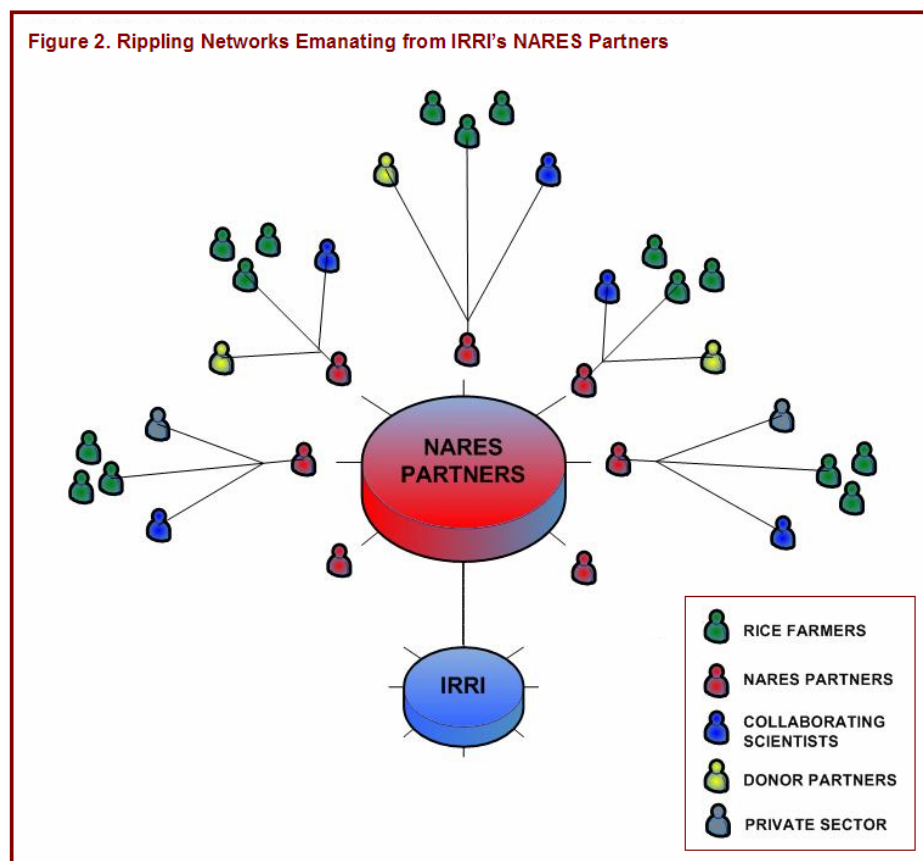 Figure 2. Rippling Networks Emanating from IRRI's NARES Partners
NARES
PARTNERS
IRRI
RICE FARMERS
NARES PARTNERS
COLLABORATING
SCIENTISTS
DONOR PARTNERS
PRIVATE SECTOR